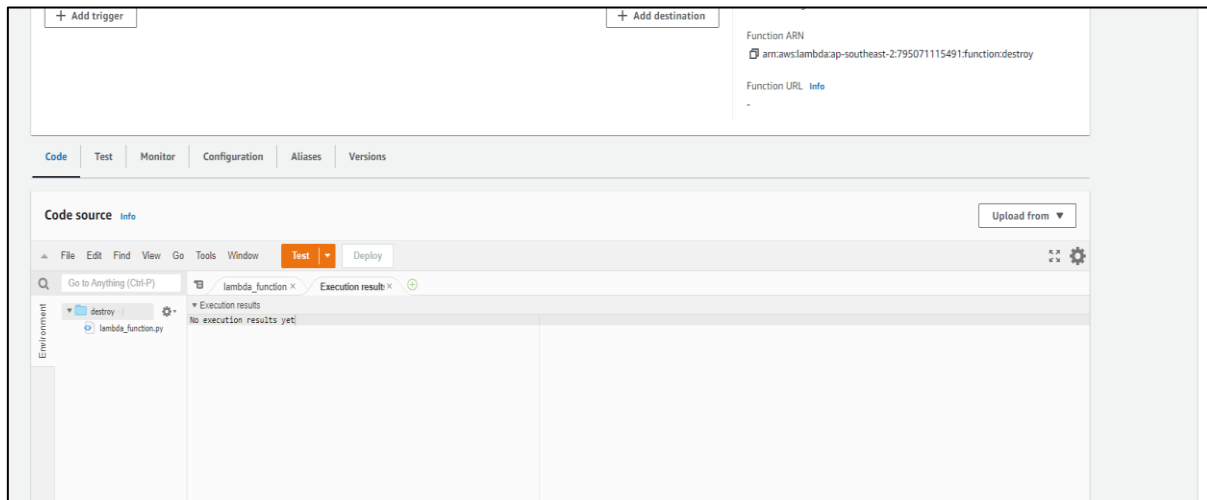 + Add trigger
+ Add destination
Function ARN
arn:aws:lambda:ap-southeast-2:795071115491:function:destroy
Function URL Info
-
Code Test Monitor Configuration Aliases Versions
Code source Info
Upload from ▼
File Edit Find View Go Tools Window Test Deploy
Go to Anything (Ctrl-P)
lambda_function × Execution results ×
Environment
destroy /
lambda_function.py
Execution results
No execution results yet